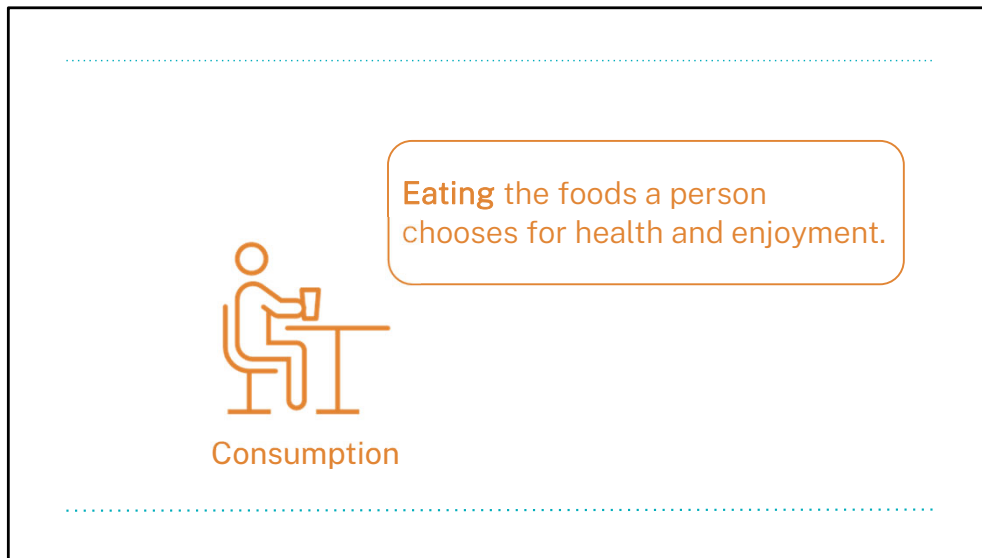 Eating the foods a person
chooses for health and enjoyment.
Consumption